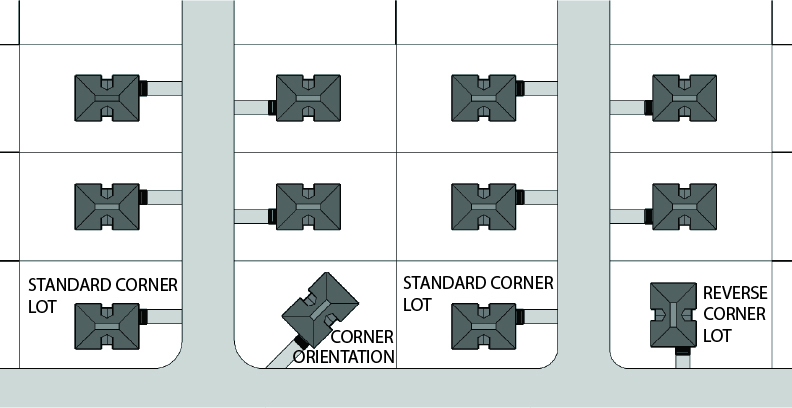 STANDARD CORNER
LOT
CORNER
ORIENTATION
STANDARD CORNER
LOT
REVERSE
CORNER
LOT